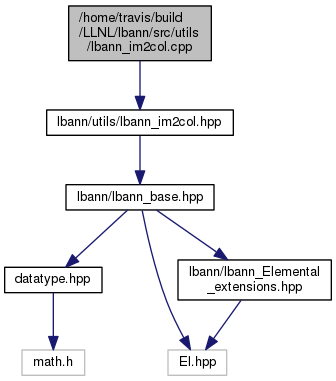 /home/travis/build
/LLNL/lbann/src/utils
/lbann_im2col.cpp
lbann/utils/lbann_im2col.hpp
lbann/lbann_base.hpp
datatype.hpp
lbann/lbann_Elemental
_extensions.hpp
math.h
El.hpp